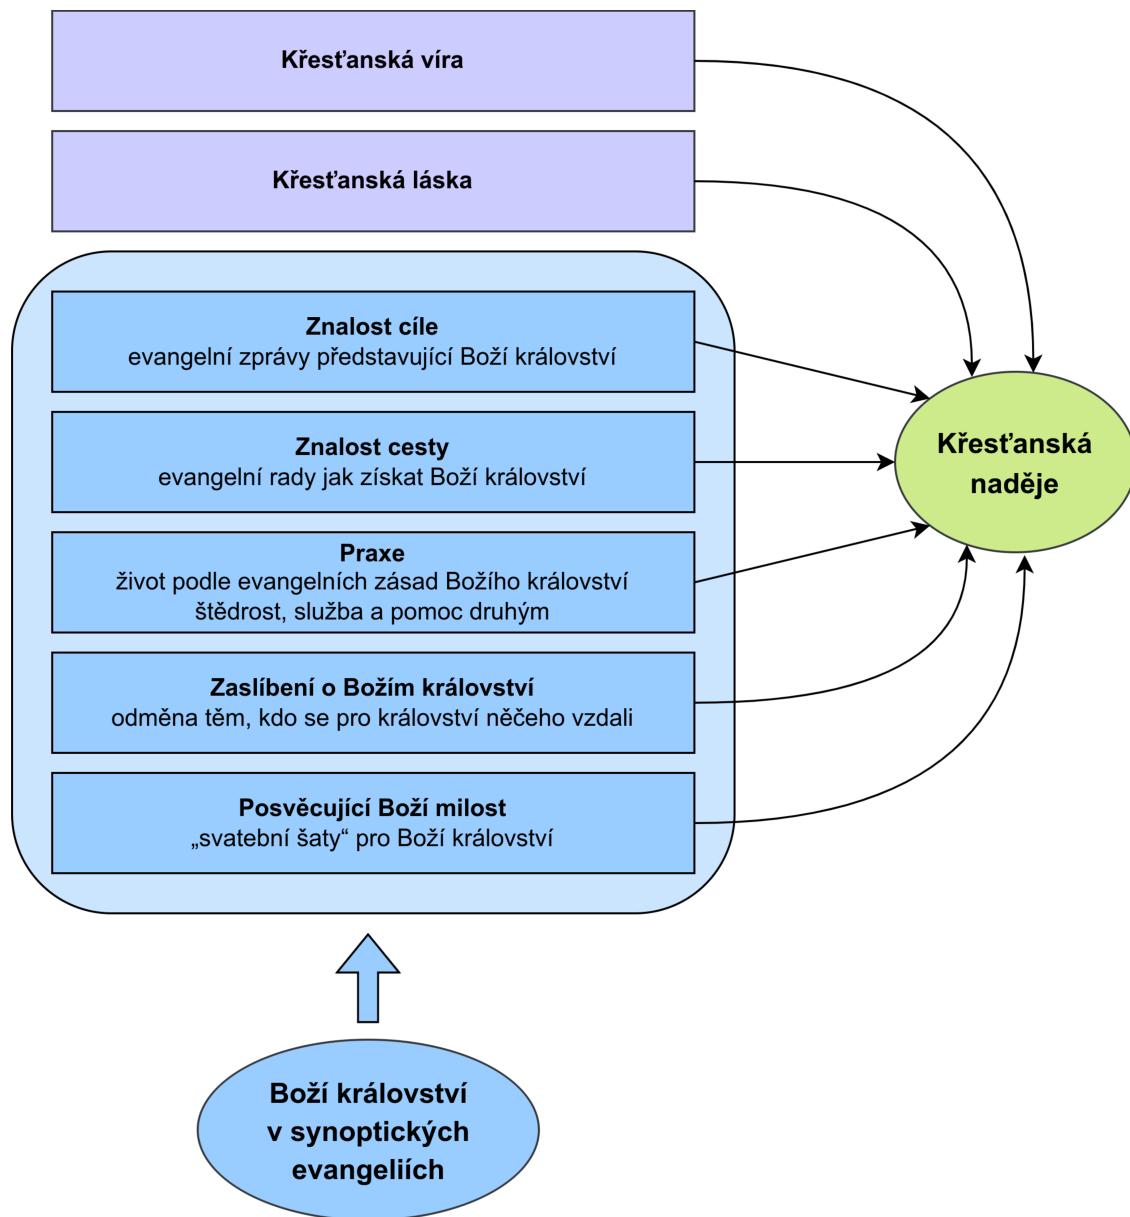 Křesťanská víra
Křesťanská láska
Znalost cíle
evangelní zprávy představující Boží království
Znalost cesty
evangelní rady jak získat Boží království
Praxe
život podle evangelních zásad Božího království
štědrost, služba a pomoc druhým
Zaslíbení o Božím království
odměna těm, kdo se pro království něčeho vzdali
Posvěcující Boží milost
„svatební šaty“ pro Boží království
Křesťanská
naděje
Boží království
v synoptických
evangeliích